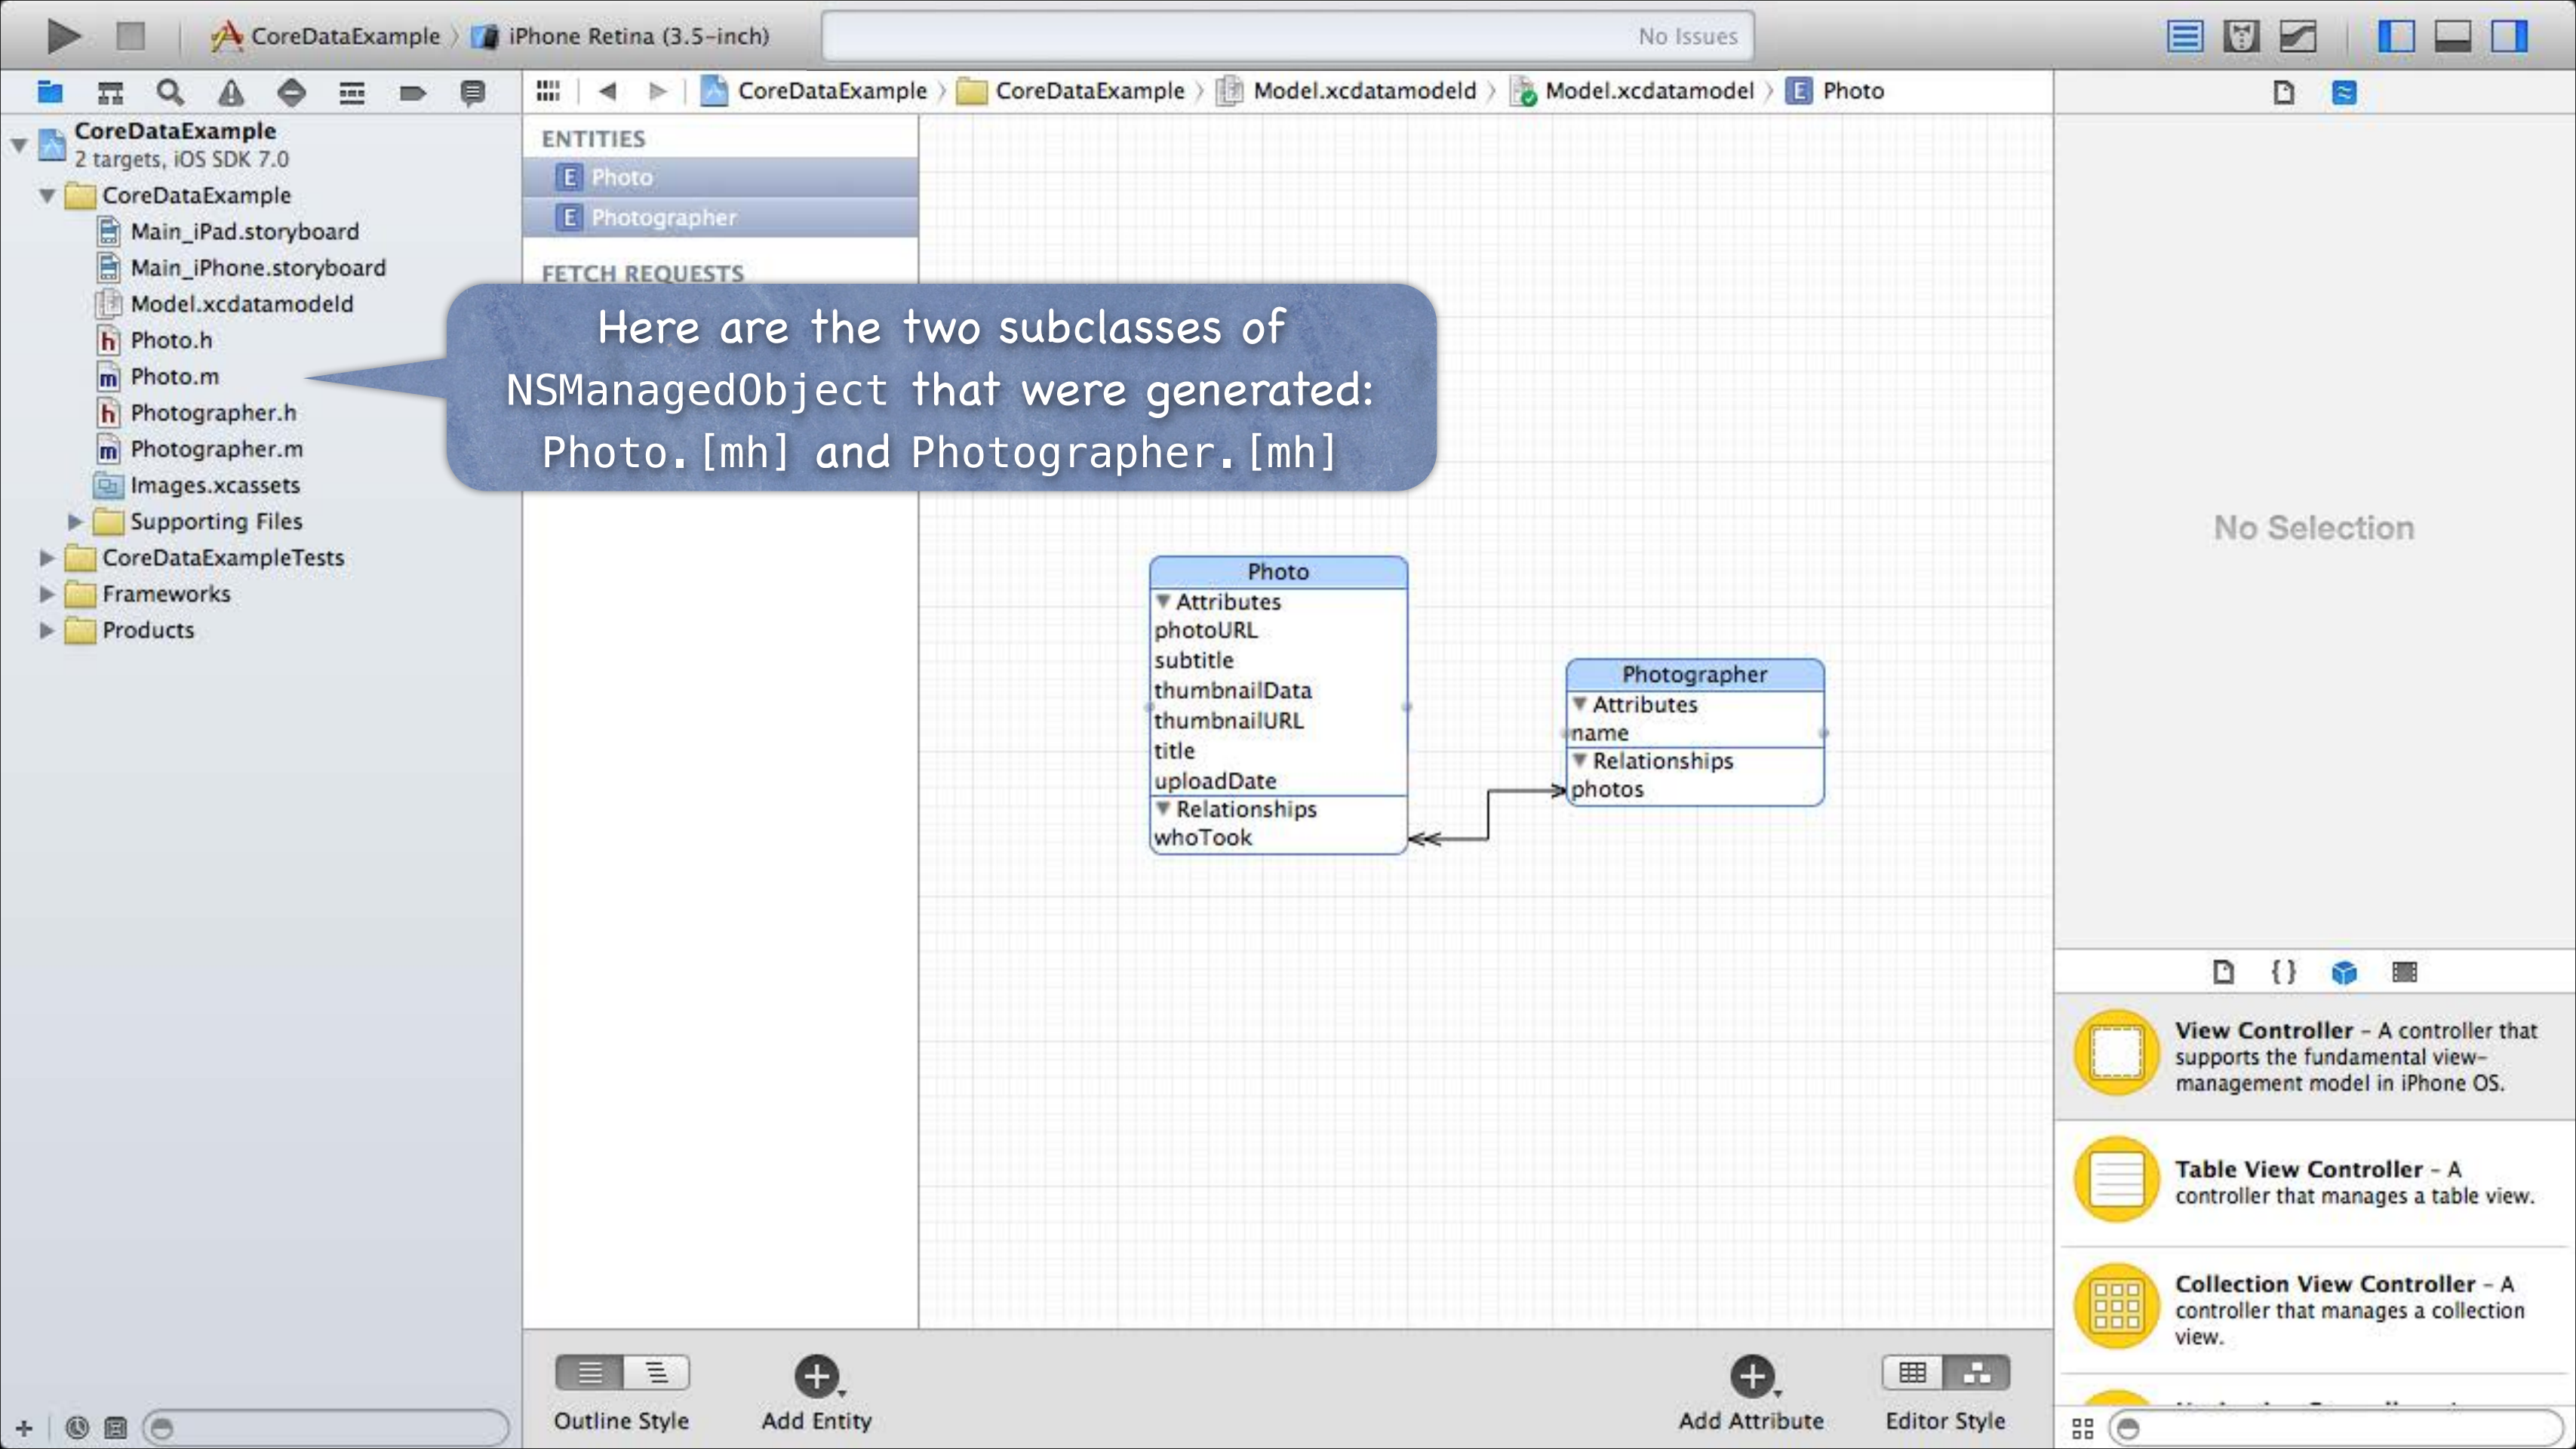 CoreDataExample
iPhone Retina (3.5-inch)
No Issues
CoreDataExample
CoreDataExample
Model.xcdatamodeld
Model.xcdatamodel
E Photo
CoreDataExample
2 targets, iOS SDK 7.0
CoreDataExample
Main_iPad.storyboard
Main_iPhone.storyboard
Model.xcdatamodeld
h Photo.h
m Photo.m
h Photographer.h
m Photographer.m
Images.xcassets
Supporting Files
CoreDataExampleTests
Frameworks
Products
ENTITIES
E Photo
E Photographer
FETCH REQUESTS
Here are the two subclasses of
NSManagedObject that were generated:
Photo.[mh] and Photographer.[mh]
Photo
Attributes
photoURL
subtitle
thumbnailData
thumbnailURL
title
uploadDate
Relationships
whoTook
Photographer
Attributes
name
Relationships
photos
No Selection
{ }
View Controller - A controller that
supports the fundamental view-
management model in iPhone OS.
Table View Controller - A
controller that manages a table view.
Collection View Controller - A
controller that manages a collection
view.
Outline Style
Add Entity
Add Attribute
Editor Style